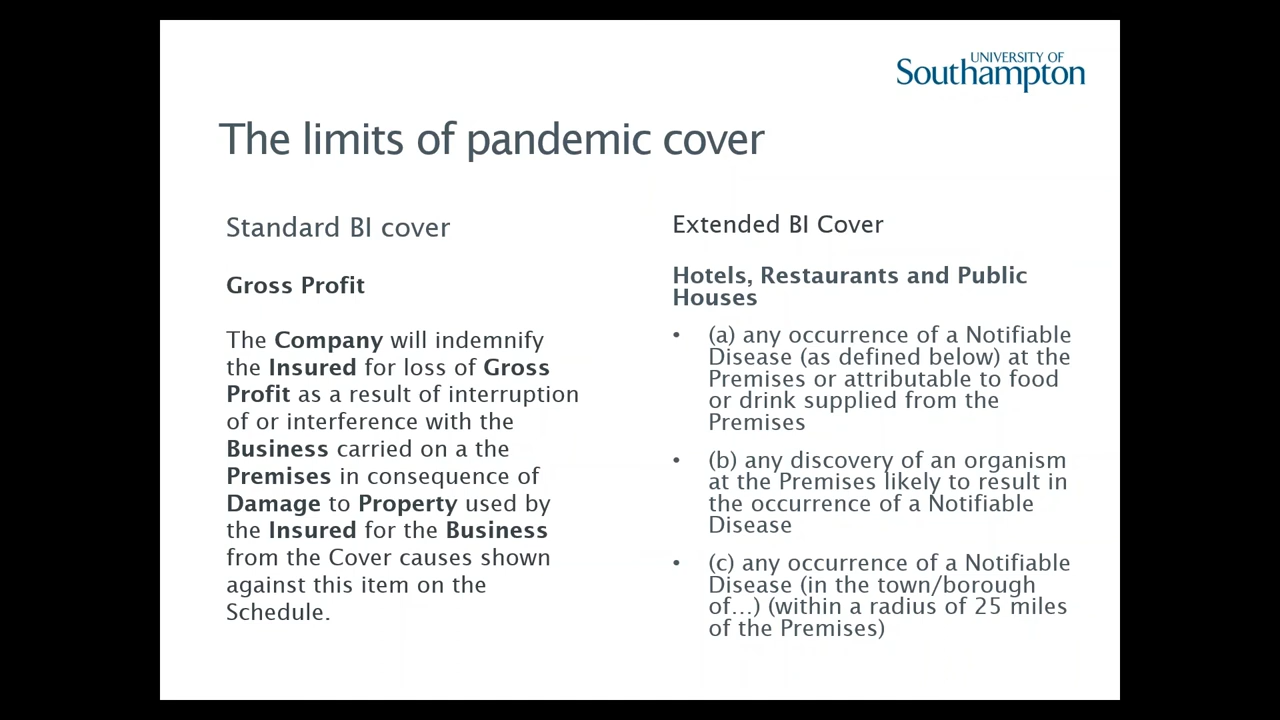 UNIVERSITY OF
Southampton
The limits of pandemic cover
Standard BI cover
Gross Profit
The Company will indemnify
the Insured for loss of Gross
Profit as a result of interruption
of or interference with the
Business carried on a the
Premises in consequence of
Damage to Property used by
the Insured for the Business
from the Cover causes shown
against this item on the
Schedule.
Extended BI Cover
Hotels, Restaurants and Public
Houses
• (a) any occurrence of a Notifiable
Disease (as defined below) at the
Premises or attributable to food
or drink supplied from the
Premises
• (b) any discovery of an organism
at the Premises likely to result in
the occurrence of a Notifiable
Disease
• (c) any occurrence of a Notifiable
Disease (in the town/borough
of...) (within a radius of 25 miles
of the Premises)